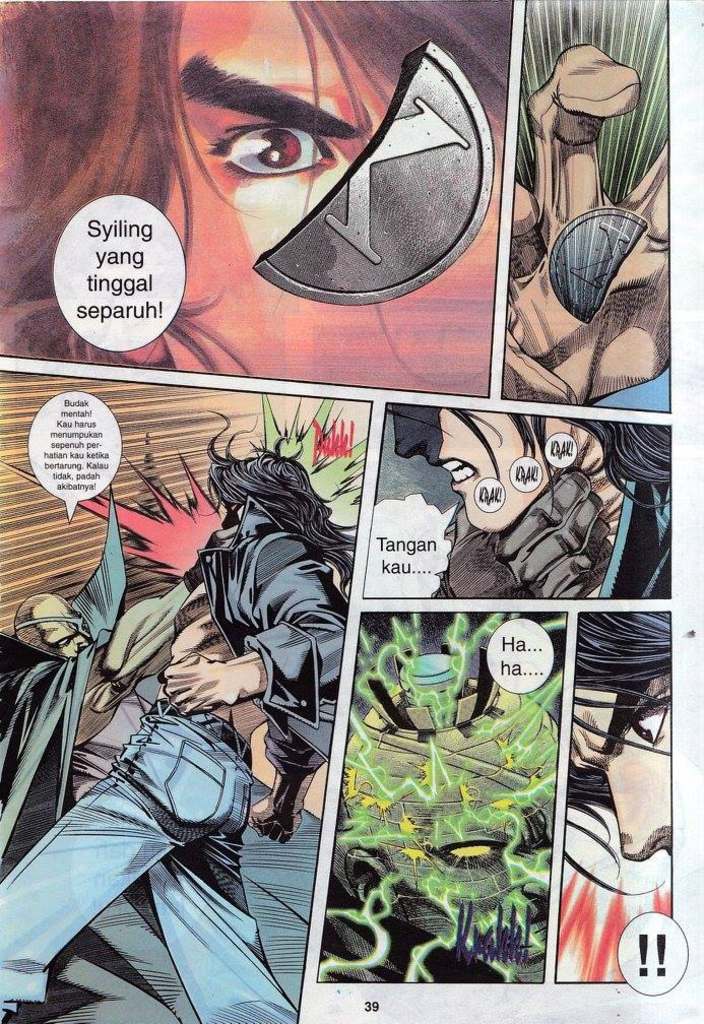 Syiling
yang
tinggal
separuh!
Budak
mentah!
Kau harus
menumpukan
sepenuh per-
hatian kau ketika
bertarung. Kalau
tidak, padah
akibatnya!
KRAK!
KRAK!
KRAK!
Tangan
kau....
Ha...
ha....
!!
39